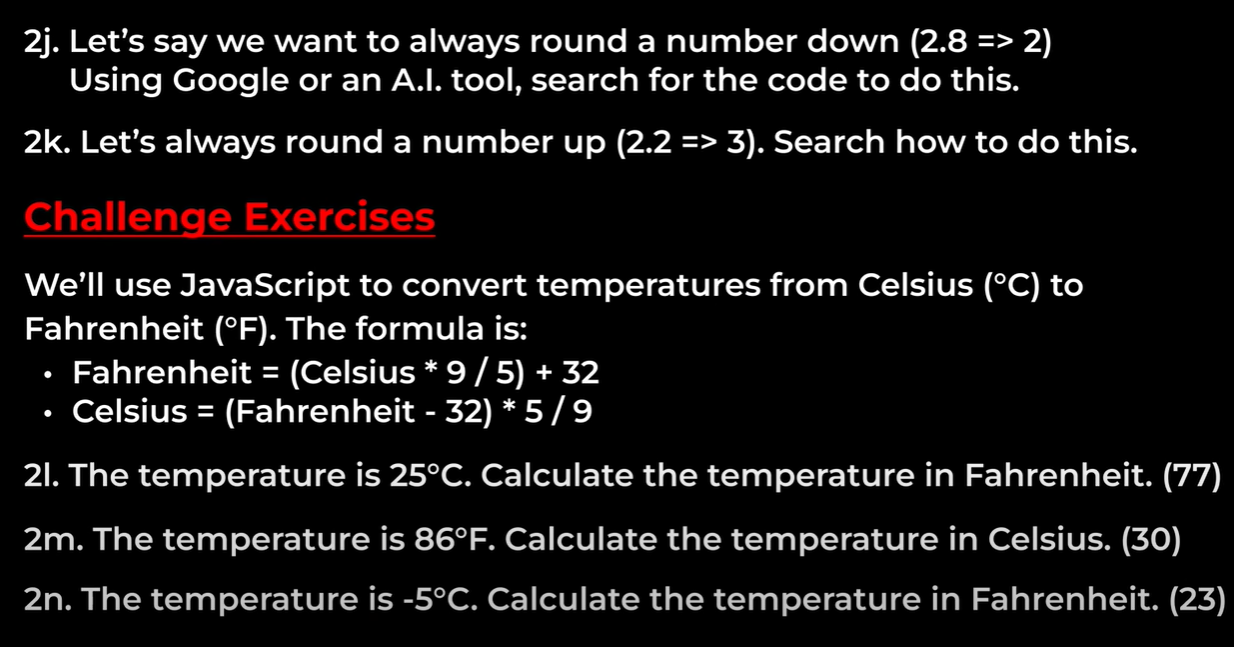 2j. Let’s say we want to always round a number down (2.8 => 2)
Using Google or an A.I. tool, search for the code to do this.
2k. Let’s always round a number up (2.2 => 3). Search how to do this.
Challenge Exercises
We’ll use JavaScript to convert temperatures from Celsius (°C) to
Fahrenheit (°F). The formula is:
• Fahrenheit = (Celsius * 9 / 5) + 32
• Celsius = (Fahrenheit - 32) * 5 / 9
2l. The temperature is 25°C. Calculate the temperature in Fahrenheit. (77)
2m. The temperature is 86°F. Calculate the temperature in Celsius. (30)
2n. The temperature is -5°C. Calculate the temperature in Fahrenheit. (23)